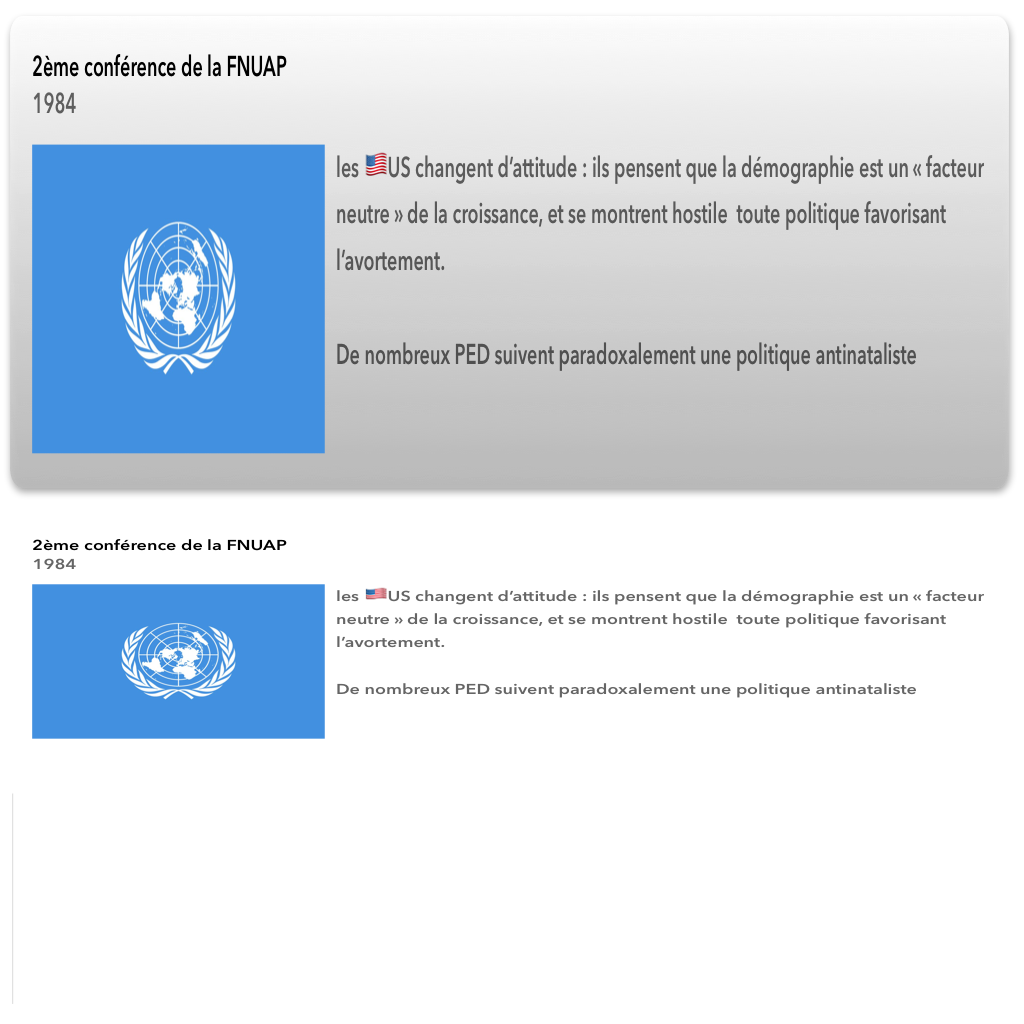 2ème conférence de la FNUAP
1984
les 🇺🇸US changent d’attitude : ils pensent que la démographie est un « facteur
neutre » de la croissance, et se montrent hostile  toute politique favorisant
l’avortement.
De nombreux PED suivent paradoxalement une politique antinataliste
2ème conférence de la FNUAP
1984
les 🇺🇸US changent d’attitude : ils pensent que la démographie est un « facteur
neutre » de la croissance, et se montrent hostile  toute politique favorisant
l’avortement.
De nombreux PED suivent paradoxalement une politique antinataliste